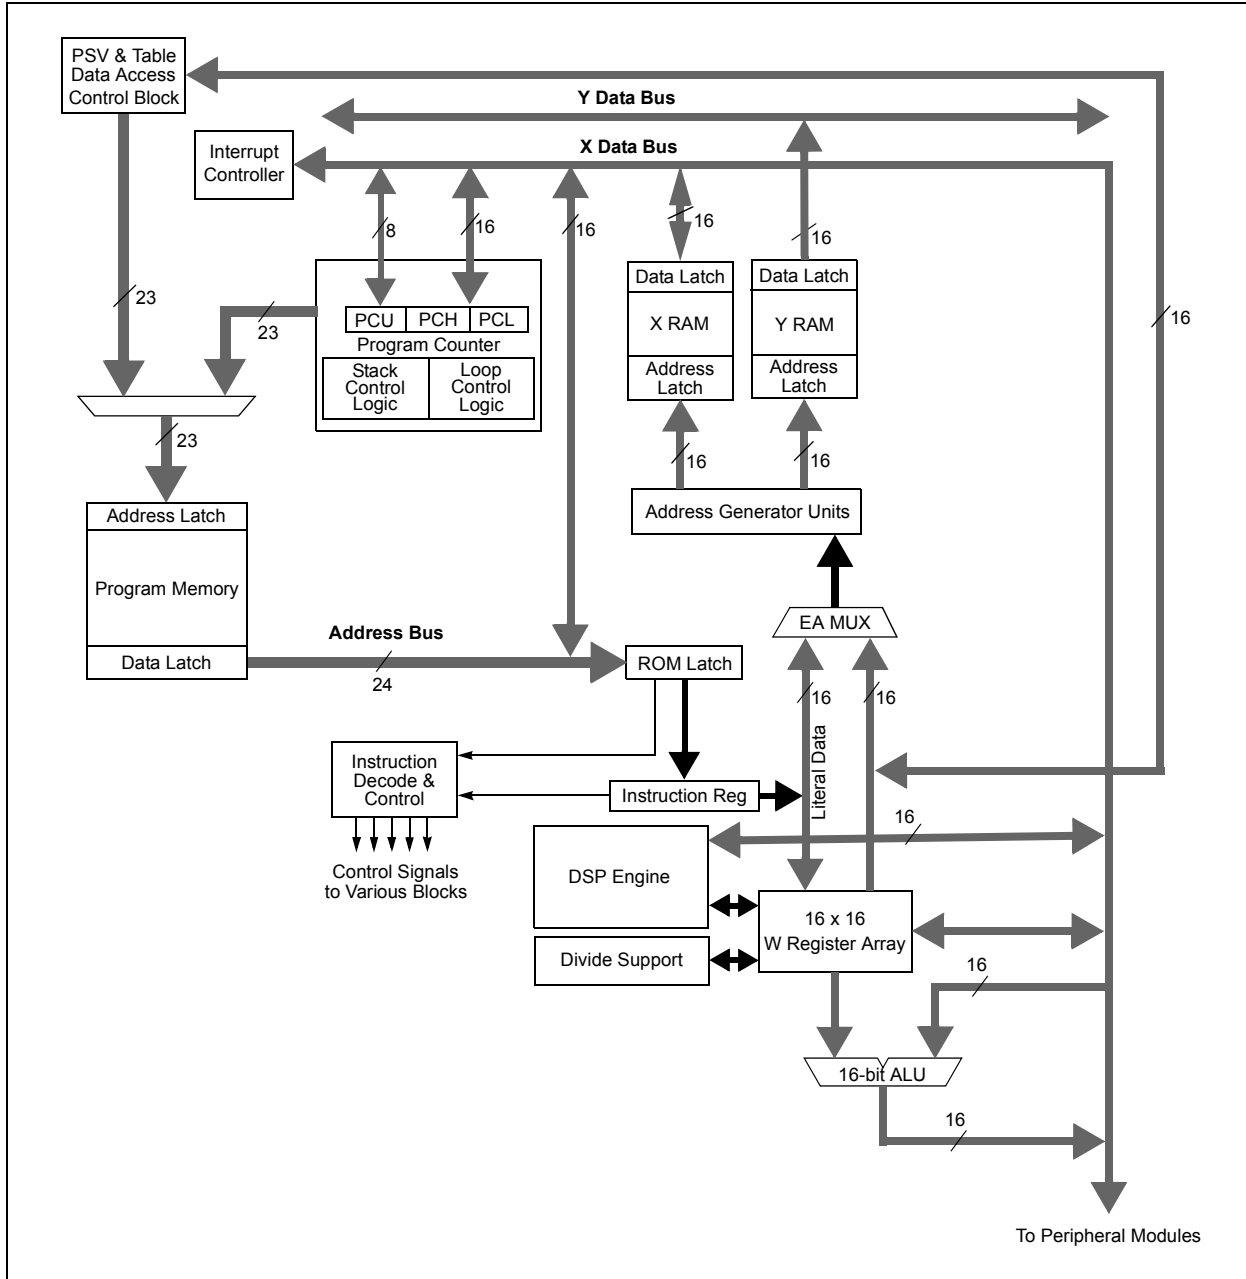 PSV & Table
Data Access
Control Block
Y Data Bus
Interrupt
Controller
X Data Bus
8
16
16
16
16
23
23
16
PCU
PCH
PCL
Program Counter
Stack
Control
Logic
Loop
Control
Logic
Data Latch
X RAM
Address
Latch
Data Latch
Y RAM
Address
Latch
23
16
16
Address Latch
Program Memory
Data Latch
Address Generator Units
EA MUX
Address Bus
24
ROM Latch
16
16
Literal Data
Instruction
Decode &
Control
Instruction Reg
Control Signals
to Various Blocks
16
DSP Engine
16 x 16
W Register Array
Divide Support
16
16-bit ALU
16
To Peripheral Modules